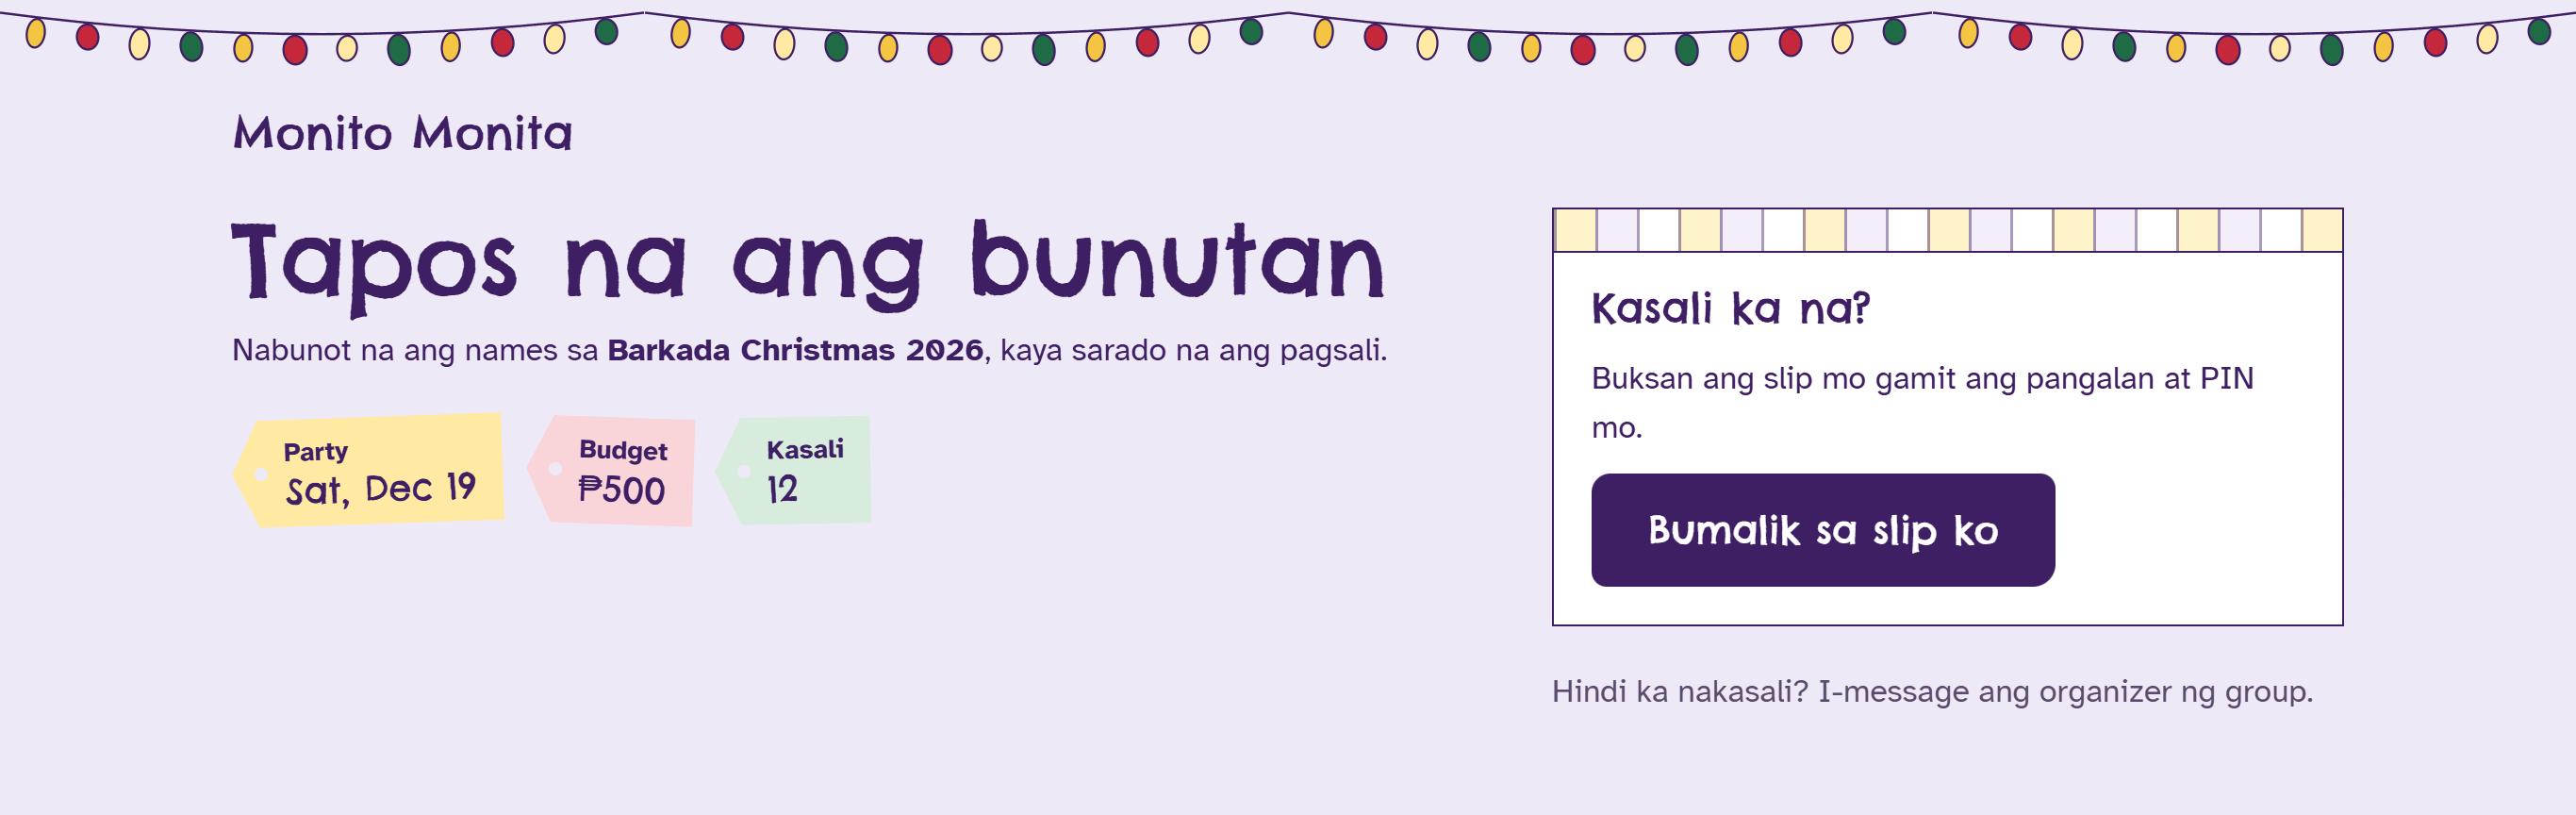 Monito Monita
Tapos na ang bunutan
Nabunot na ang names sa Barkada Christmas 2026, kaya sarado na ang pagsali.
Party
Sat, Dec 19
Budget
₱500
Kasali
12
Kasali ka na?
Buksan ang slip mo gamit ang pangalan at PIN
mo.
Bumalik sa slip ko
Hindi ka nakasali? I-message ang organizer ng group.